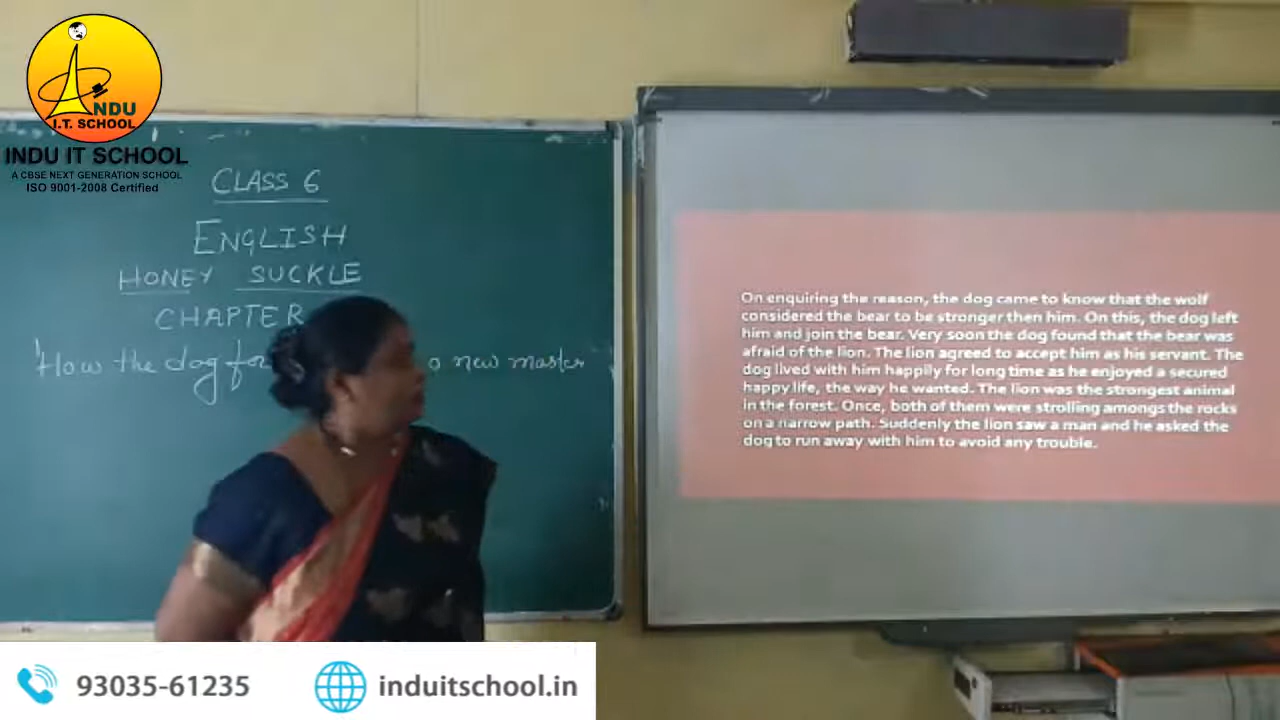 NDU
I.T. SCHOOL
INDU IT SCHOOL
A CBSE NEXT GENERATION SCHOOL
ISO 9001-2008 Certified
CLASS 6
ENGLISH
HONEY SUCKLE
CHAPTER
How the dog fo
a new master
On enquiring the reason, the dog came to know that the wolf
considered the bear to be stronger then him. On this, the dog left
him and join the bear. Very soon the dog found that the bear was
afraid of the lion. The lion agreed to accept him as his servant. The
dog lived with him happily for long time as he enjoyed a secured
happy life, the way he wanted. The lion was the strongest animal
in the forest. Once, both of them were strolling amongs the rocks
on a narrow path. Suddenly the lion saw a man and he asked the
dog to run away with him to avoid any trouble.
93035-61235
induitschool.in